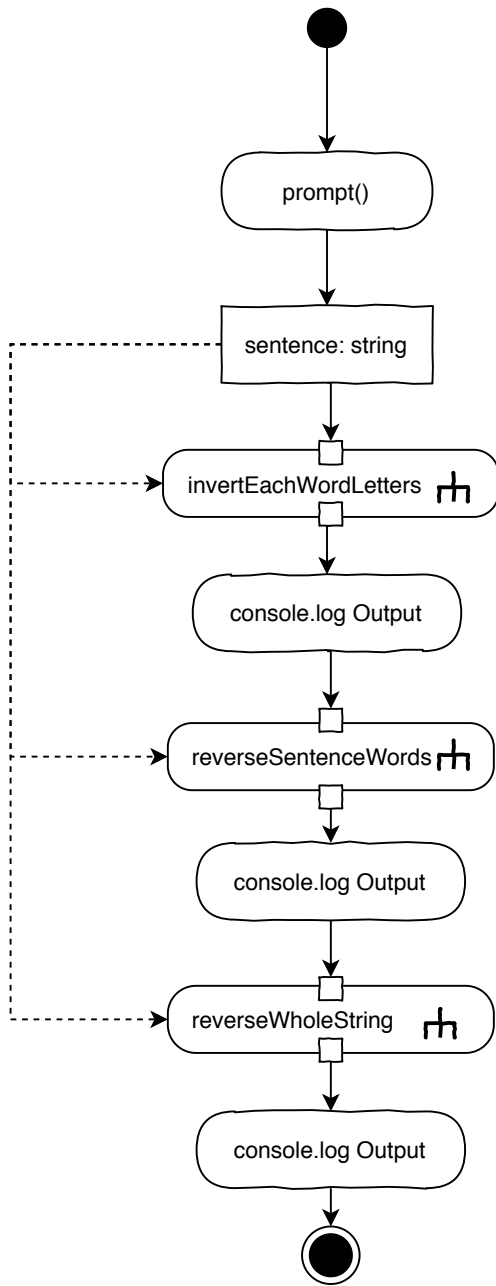 prompt()
sentence: string
invertEachWordLetters
console.log Output
reverseSentenceWords
console.log Output
reverseWholeString
console.log Output